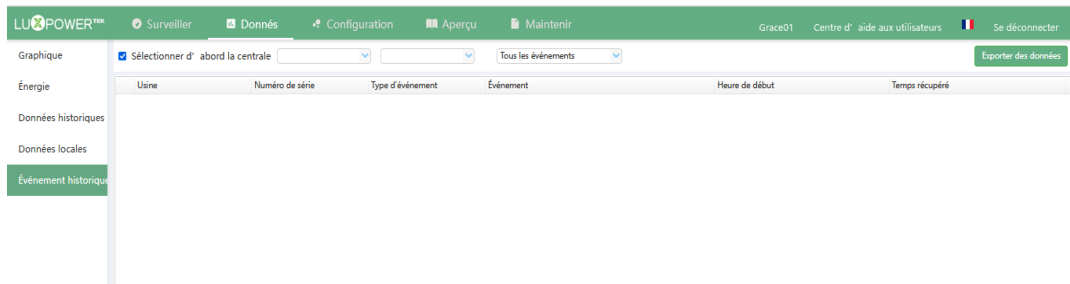 LUXPOWERTEK Surveiller Donnés Configuration Aperçu Maintenir Grace01 Centre d' aide aux utilisateurs Se déconnecter
Graphique
Sélectionner d' abord la centrale Tous les événements Exporter des données
Usine Numéro de série Type d'événement Événement Heure de début Temps récupéré
Énergie
Données historiques
Données locales
Événement historique